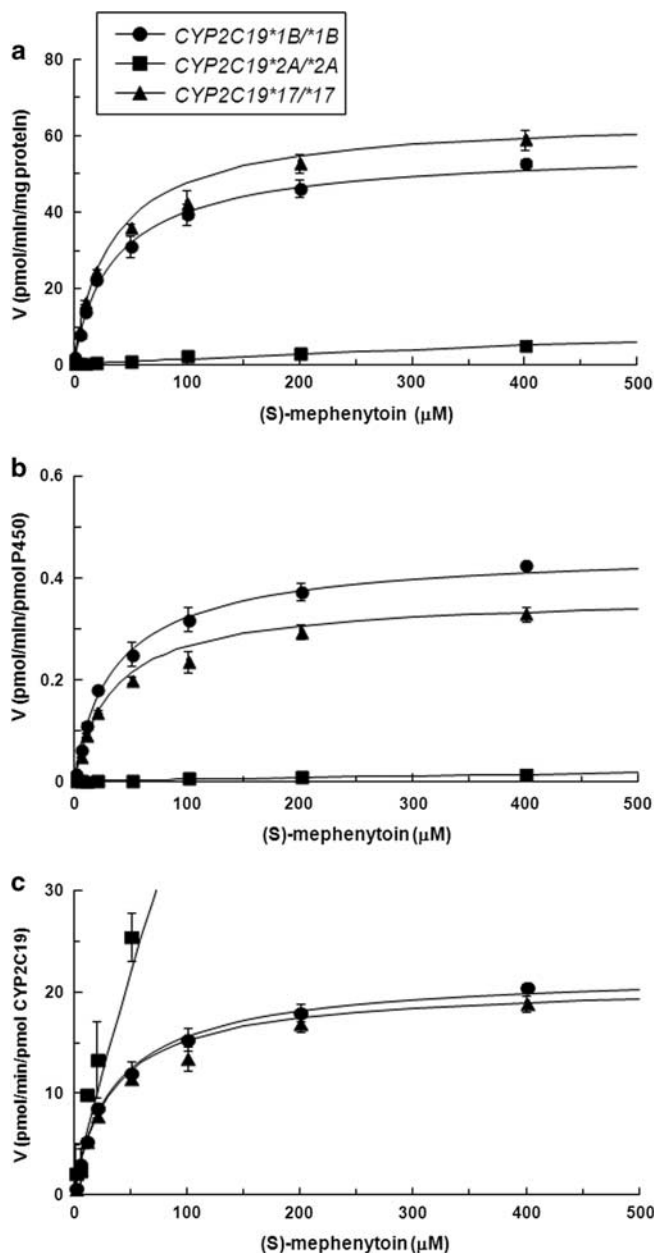 a
CYP2C19*1B/*1B
CYP2C19*2A/*2A
CYP2C19*17/*17
80
60
40
20
0
V (pmol/min/mg protein)
0 100 200 300 400 500
(S)-mephenytoin (μM)
b
0.6
0.4
0.2
0
V (pmol/min/pmol P450)
0 100 200 300 400 500
(S)-mephenytoin (μM)
c
30
20
10
0
V (pmol/min/pmol CYP2C19)
0 100 200 300 400 500
(S)-mephenytoin (μM)